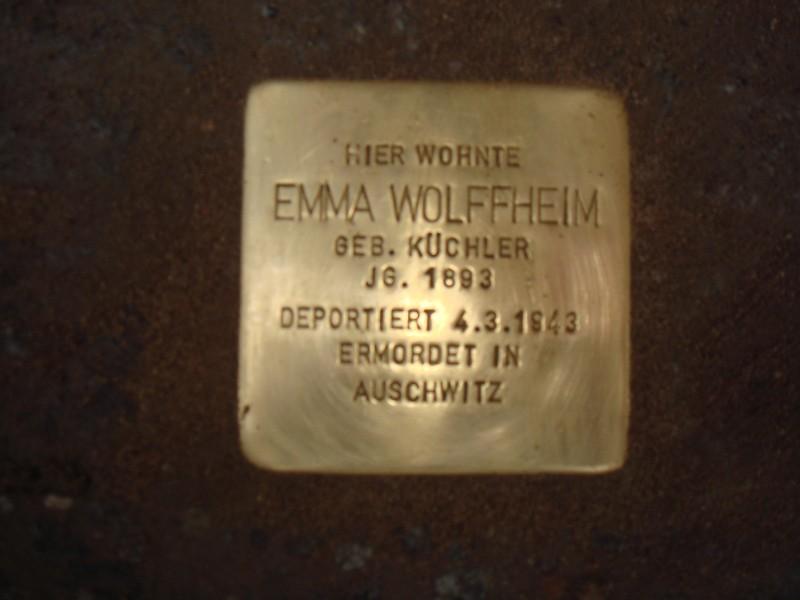 HIER WOHNTE
EMMA WOLFFHEIM
GEB. KÜCHLER
JG. 1893
DEPORTIERT 4.3.1943
ERMORDET IN
AUSCHWITZ